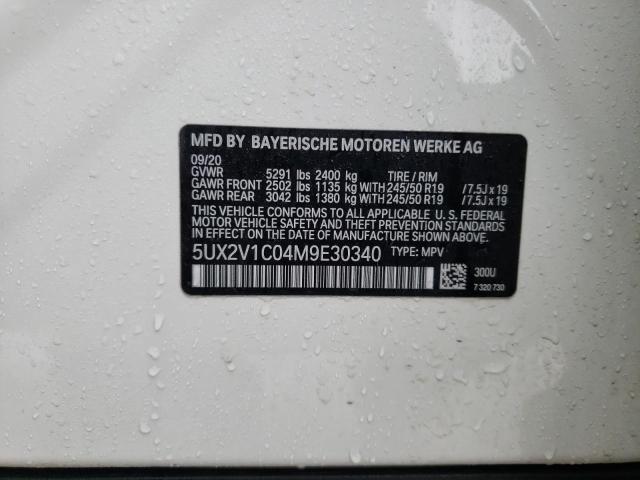 MFD BY BAYERISCHE MOTOREN WERKE AG
09/20
GVWR 5291 lbs 2400 kg TIRE / RIM
GAWR FRONT 2502 lbs 1135 kg WITH 245/50 R19 /7.5J x 19
GAWR REAR 3042 lbs 1380 kg WITH 245/50 R19 /7.5J x 19
THIS VEHICLE CONFORMS TO ALL APPLICABLE U. S. FEDERAL
MOTOR VEHICLE SAFETY, AND THEFT PREVENTION STANDARDS
IN EFFECT ON THE DATE OF MANUFACTURE SHOWN ABOVE.
5UX2V1C04M9E30340 TYPE: MPV
300U
7 320 730